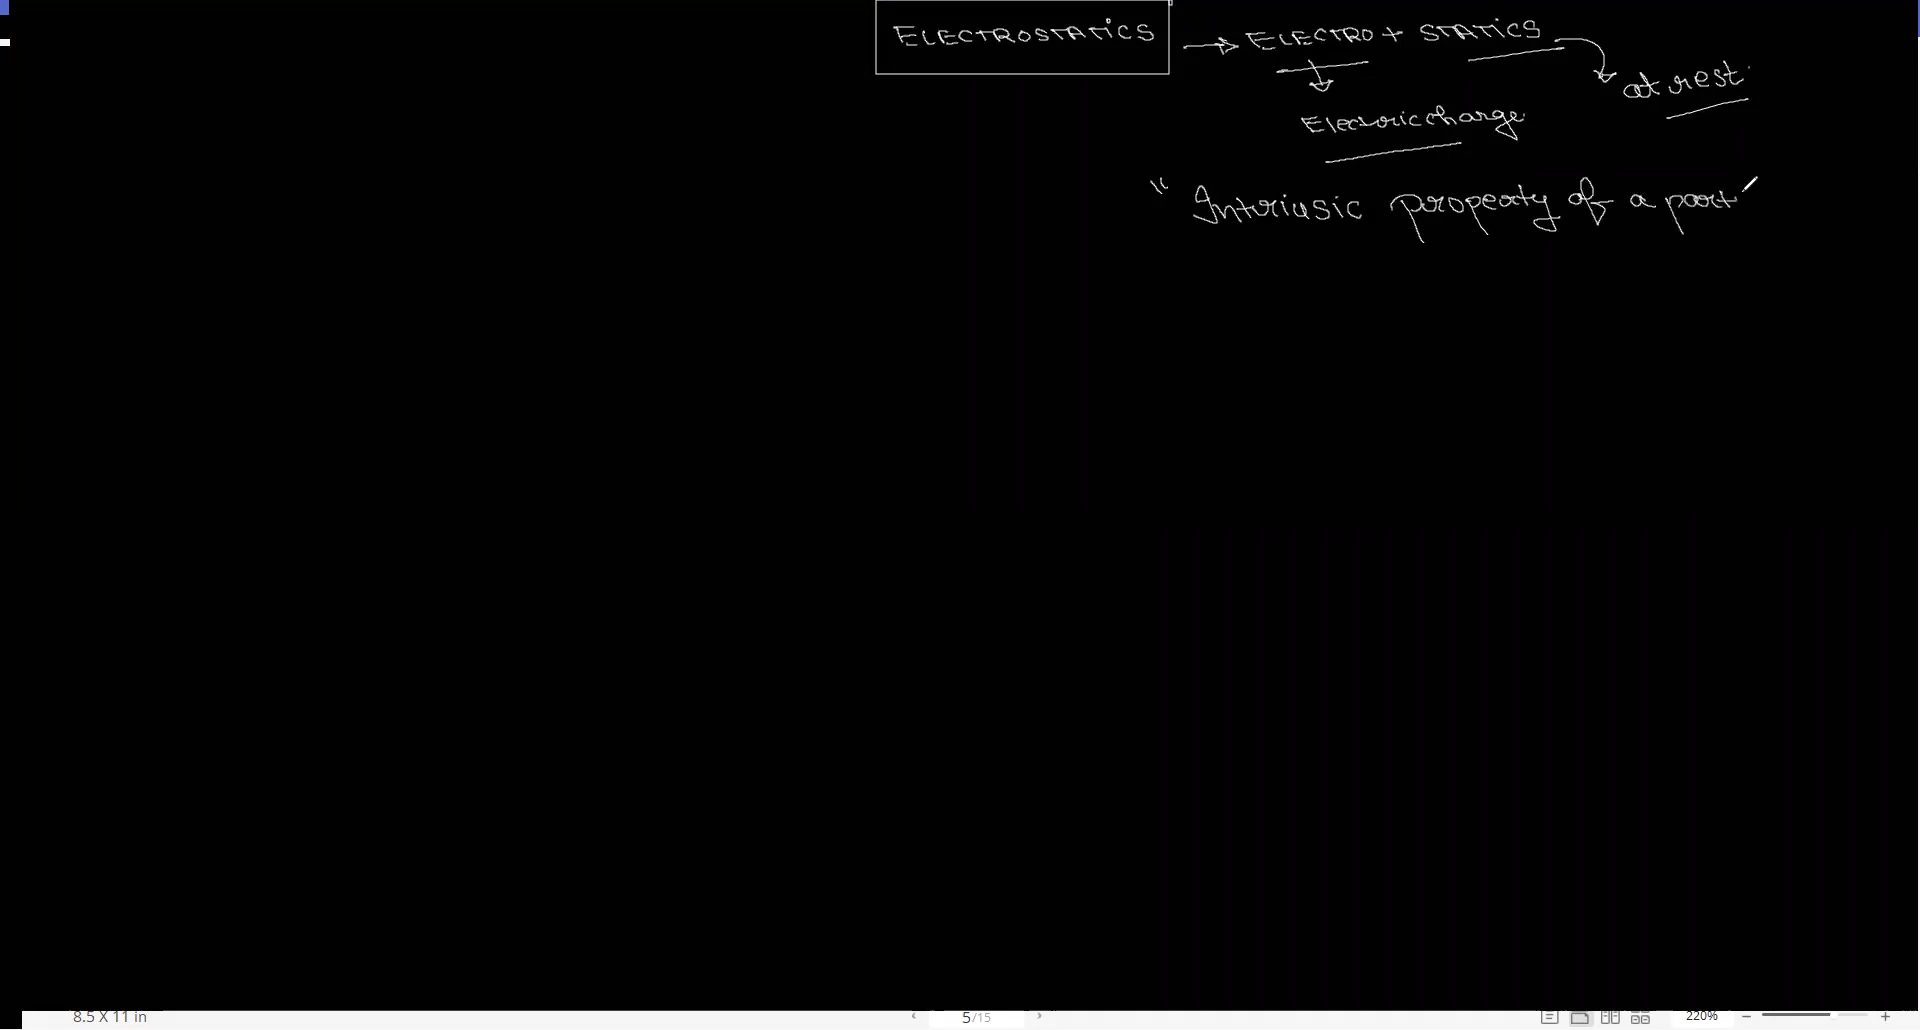 ELECTROSTATICS → ELECTRO + STATICS
at rest
Electric charge
" Intrinsic property of a part
8.5 X 11 in 5/15 220%